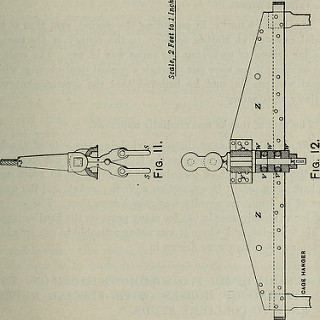 Scale, 2 Feet to 1 Inch
S
S
FIG. 11.
N
N
W
W
V
V
CAGE HANGER
FIG. 12.